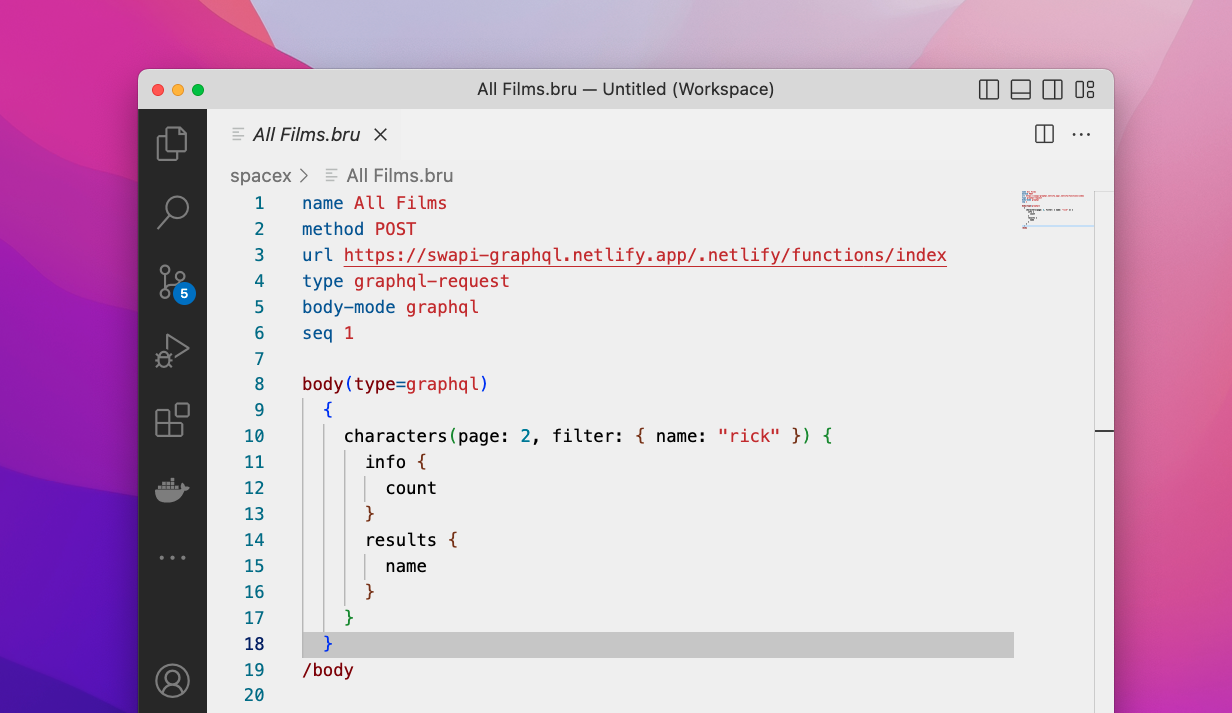 All Films.bru — Untitled (Workspace)
All Films.bru
spacex > All Films.bru
5
1 name All Films
2 method POST
3 url https://swapi-graphql.netlify.app/.netlify/functions/index
4 type graphql-request
5 body-mode graphql
6 seq 1
7
8 body(type=graphql)
9 {
10 characters(page: 2, filter: { name: "rick" }) {
11 info {
12 count
13 }
14 results {
15 name
16 }
17 }
18 }
19 /body
20